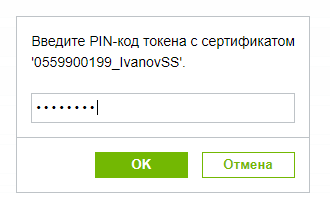 Введите PIN-код токена с сертификатом
'0559900199_IvanovSS'.
••••••••
OK
Отмена